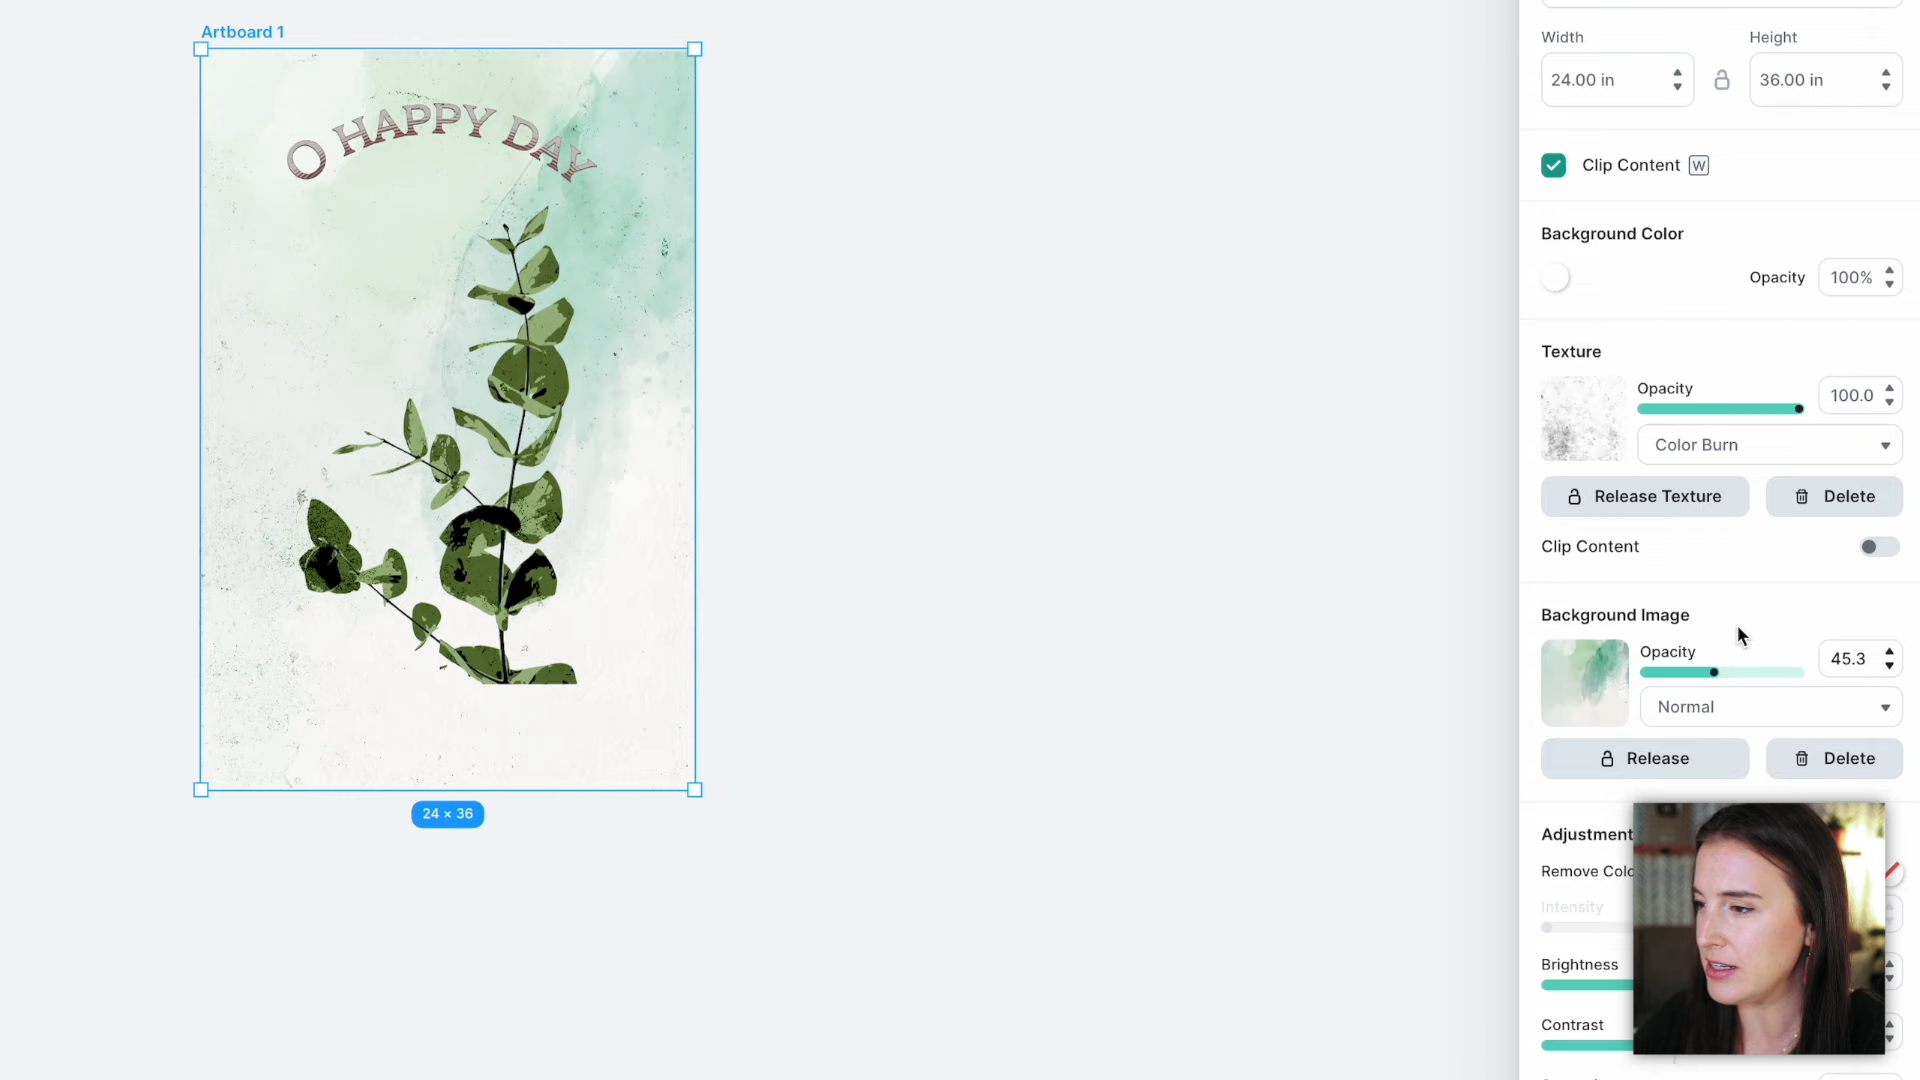 Artboard 1
O HAPPY DAY
24 × 36
Width Height
24.00 in 36.00 in
Clip Content W
Background Color
Opacity 100%
Texture
Opacity 100.0
Color Burn
Release Texture Delete
Clip Content
Background Image
Opacity 45.3
Normal
Release Delete
Adjustment
Remove Colo
Intensity
Brightness
Contrast